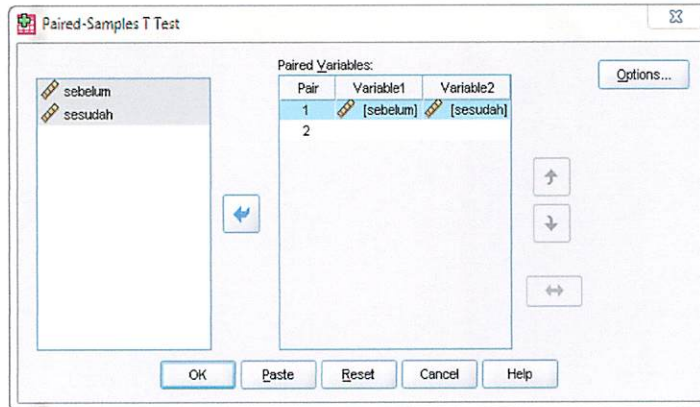 Paired-Samples T Test
sebelum
sesudah
Paired Variables:
Pair Variable1 Variable2
1 [sebelum] [sesudah]
2
Options...
OK Paste Reset Cancel Help